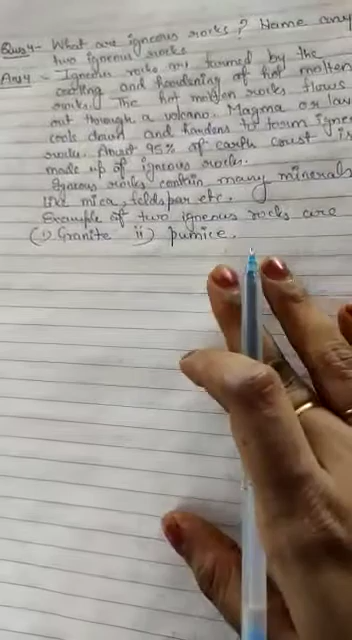 Ques4- What are igneous rocks? Name any
two igneous rocks
Ans4 - Igneous rocks are formed by the
cooling and hardening of hot molten
rocks. The hot molten rocks flows
out through a volcano. Magma or lav
cools down and hardens to form igne
rocks. About 95% of earth crust is
made up of igneous rocks.
Igneous rocks contain many minerals
like mica, feldspar etc.
Example of two igneous rocks are
(i) Granite ii) pumice.